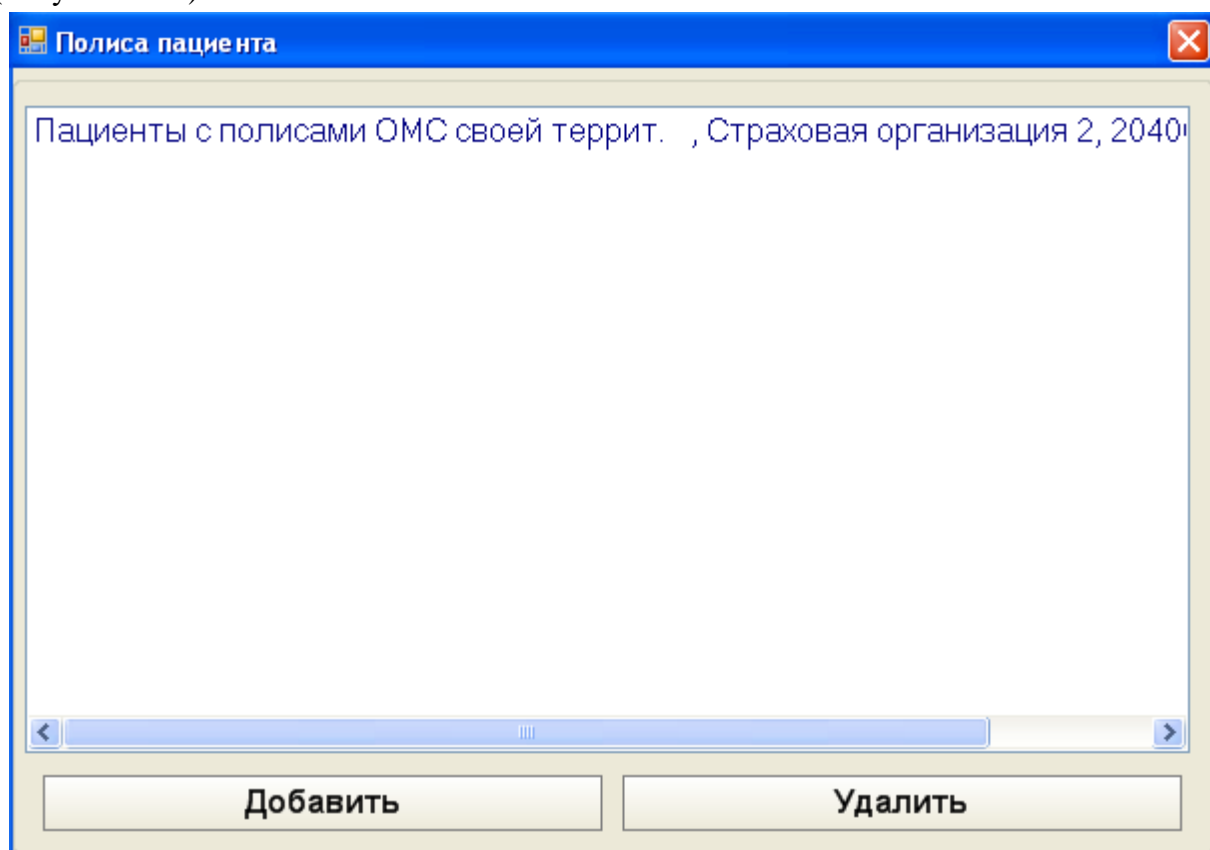 Полиса пациента
Пациенты с полисами ОМС своей террит. , Страховая организация 2, 2040
Добавить
Удалить